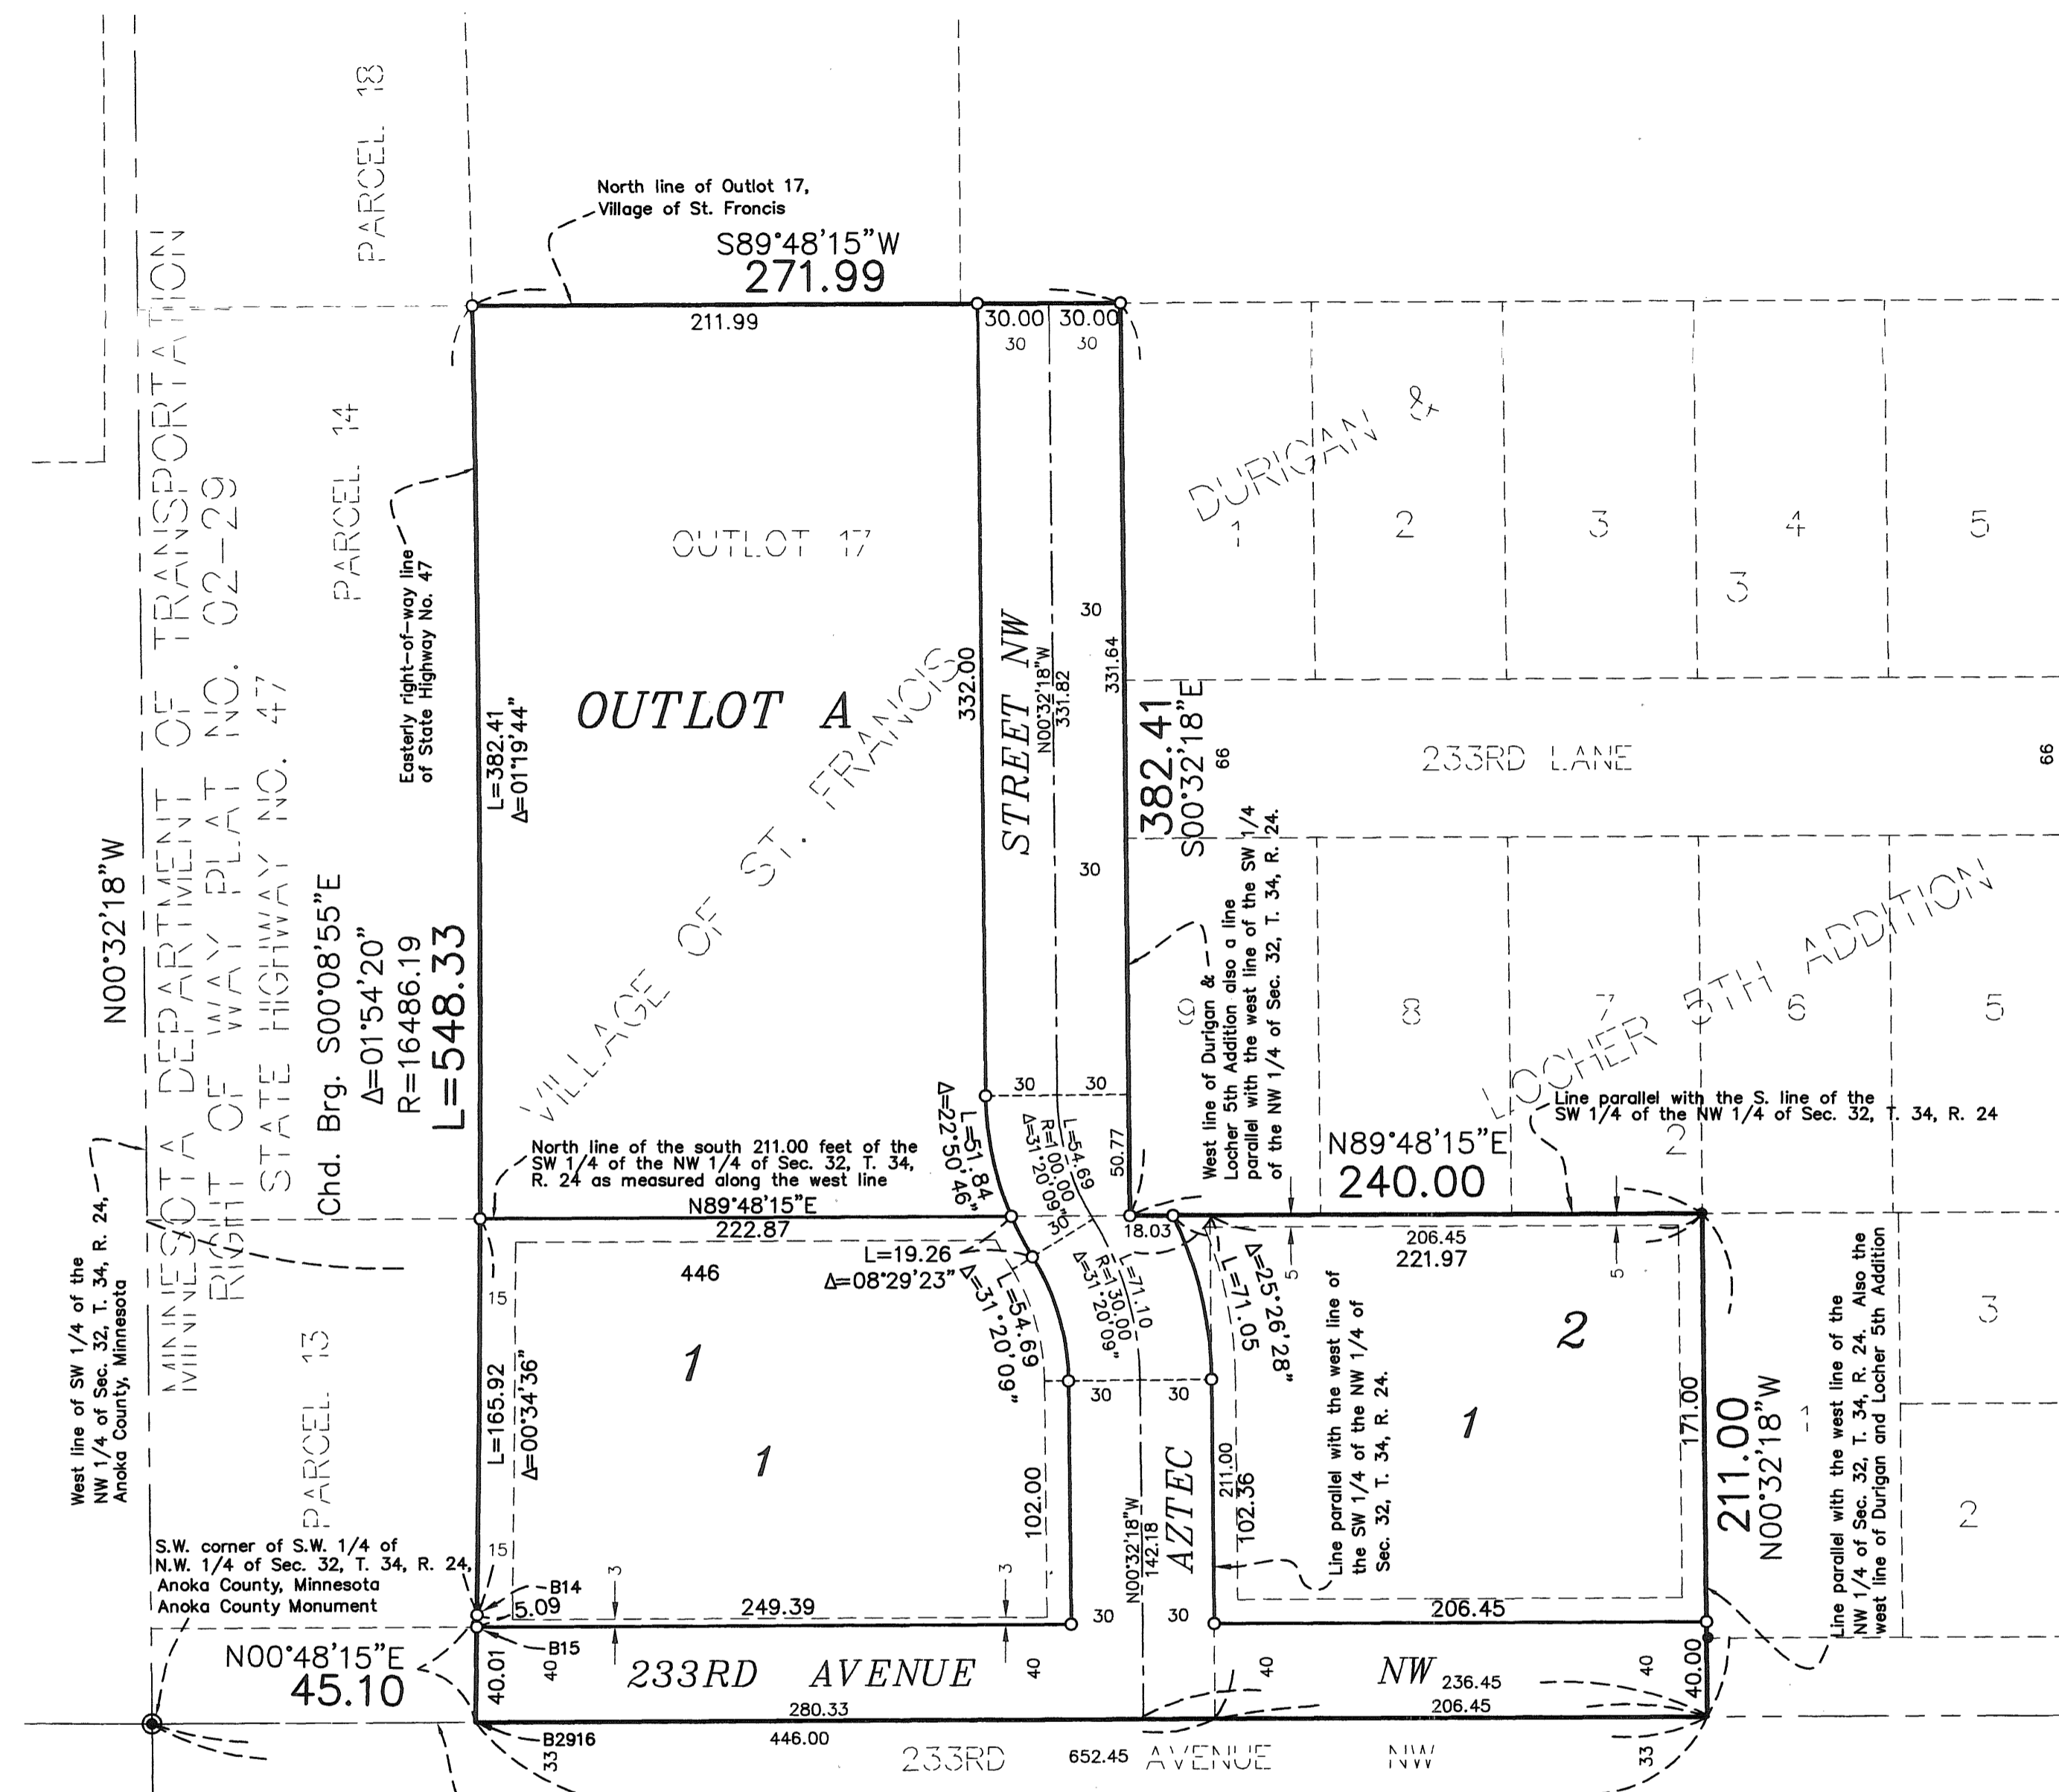 PARCEL 18
North line of Outlot 17,
Village of St. Froncis
S89°48'15"W
271.99
211.99
30.00
30.00
30
30
PARCEL 14
MINNESOTA DEPARTMENT OF TRANSPORTATION
RIGHT OF WAY PLAT NO. 02-29
STATE HIGHWAY NO. 47
Easterly right-of-way line
of State Highway No. 47
OUTLOT 17
OUTLOT A
VILLAGE OF ST. FRANCIS
L=382.41
Δ=01°19'44"
332.00
STREET NW
N00°32'18"W
331.82
30
30
331.64
382.41
S00°32'18"E
DURIGAN &
1
2
3
4
5
3
233RD LANE
66
66
LOCHER 5TH ADDITION
9
8
7
6
5
2
N00°32'18"W
Chd. Brg. S00°08'55"E
Δ=01°54'20"
R=16486.19
L=548.33
West line of Durigan &
Locher 5th Addition also a line
parallel with the west line of the SW 1/4
of the NW 1/4 of Sec. 32, T. 34, R. 24.
Line parallel with the S. line of the
SW 1/4 of the NW 1/4 of Sec. 32, T. 34, R. 24
N89°48'15"E
240.00
30
30
50.77
Δ=22°50'46"
L=51.84
L=54.69
R=100.00
Δ=31°20'09"
30
North line of the south 211.00 feet of the
SW 1/4 of the NW 1/4 of Sec. 32, T. 34,
R. 24 as measured along the west line
N89°48'15"E
222.87
18.03
206.45
221.97
5
5
L=19.26
Δ=08°29'23"
446
15
L=54.69
Δ=31°20'09"
L=71.10
R=130.00
Δ=31°20'09"
Δ=25°26'28"
L=71.05
West line of SW 1/4 of the
NW 1/4 of Sec. 32, T. 34, R. 24,
Anoka County, Minnesota
MINNESOTA
PARCEL 13
L=165.92
Δ=00°34'36"
1
1
102.00
30
30
2
1
171.00
211.00
N00°32'18"W
1
3
2
Line parallel with the west line of
the SW 1/4 of the NW 1/4 of
Sec. 32, T. 34, R. 24.
Line parallel with the west line of the
NW 1/4 of Sec. 32, T. 34, R. 24. Also the
west line of Durigan and Locher 5th Addition
N00°32'18"W
142.18
AZTEC
211.00
102.36
S.W. corner of S.W. 1/4 of
N.W. 1/4 of Sec. 32, T. 34, R. 24,
Anoka County, Minnesota
Anoka County Monument
15
B14
5.09
3
3
249.39
30
30
206.45
B15
N00°48'15"E
45.10
40.01
40
233RD AVENUE
40
40
NW
236.45
206.45
40
40.00
280.33
B2916
446.00
33
233RD
652.45
AVENUE
NW
33